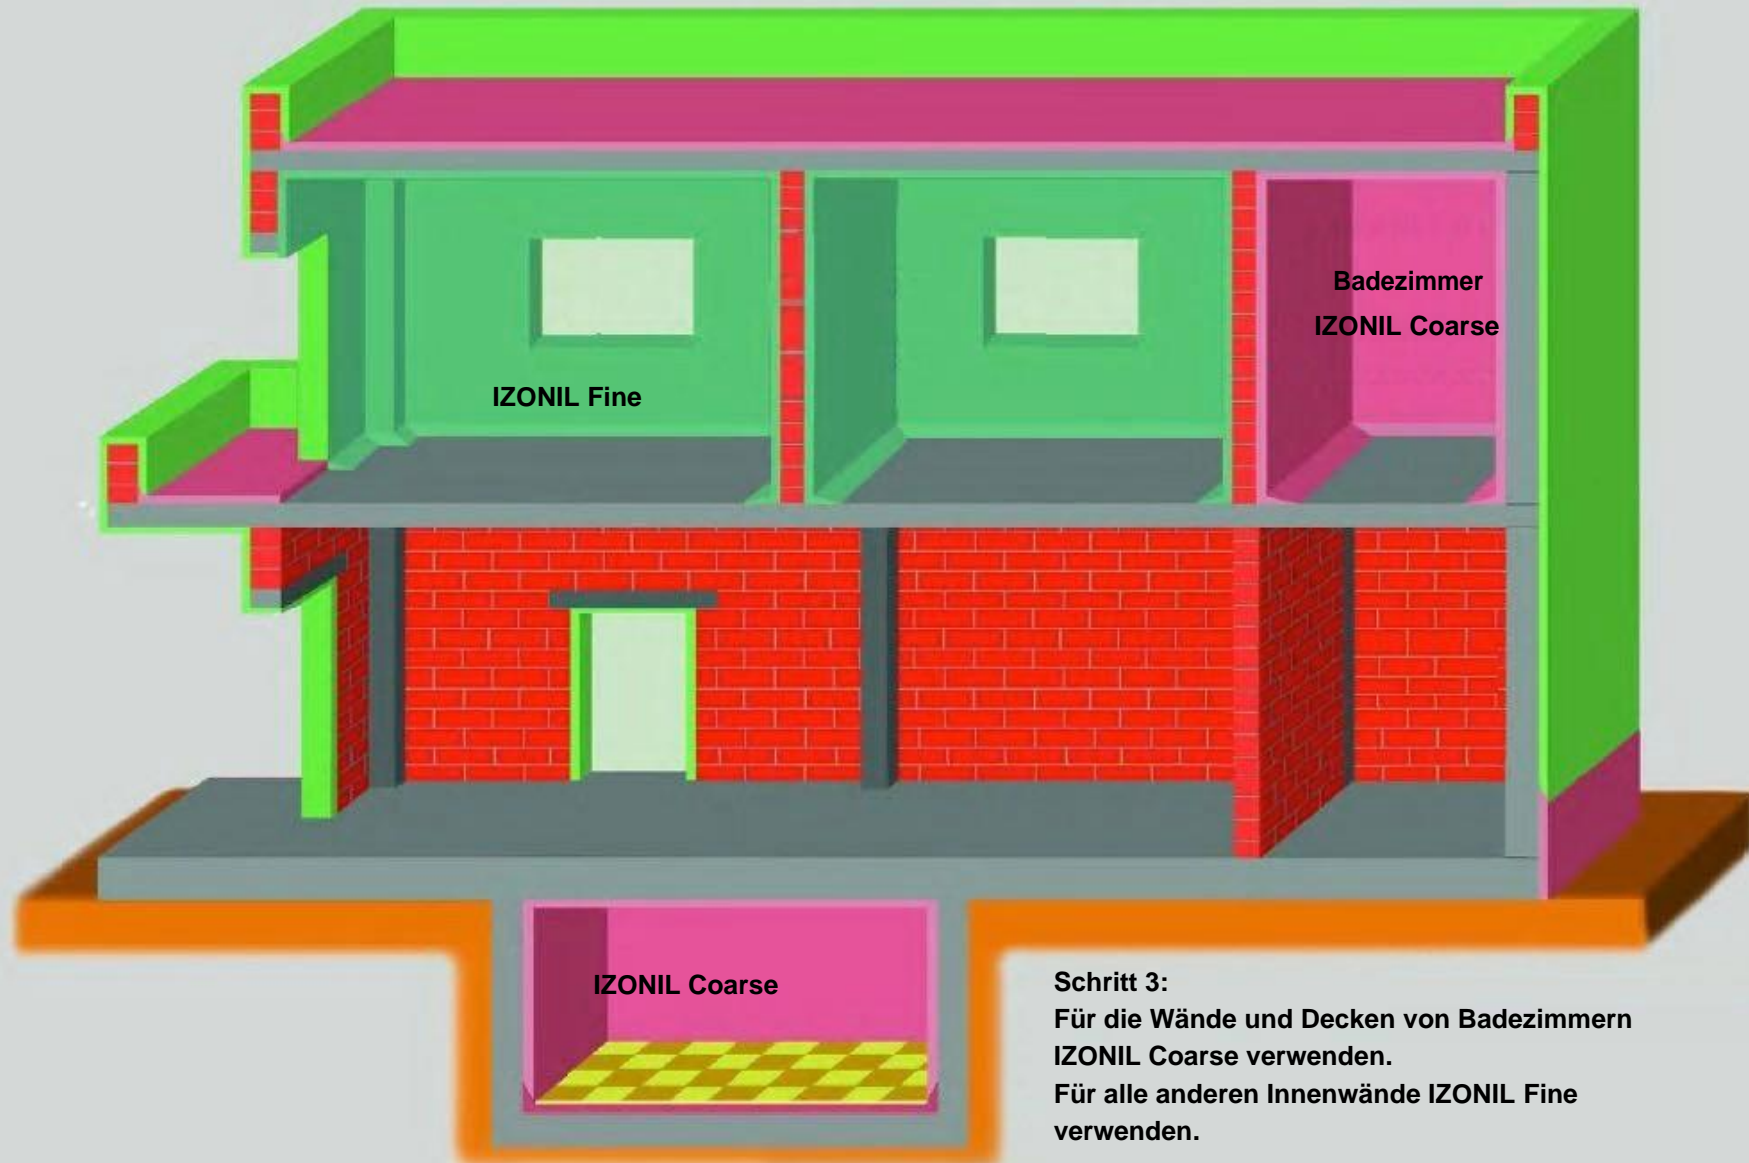 Badezimmer
IZONIL Coarse
IZONIL Fine
IZONIL Coarse
Schritt 3:
Für die Wände und Decken von Badezimmern
IZONIL Coarse verwenden.
Für alle anderen Innenwände IZONIL Fine
verwenden.